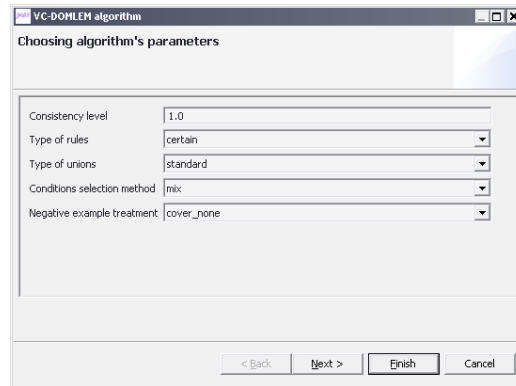 VC-DOMLEM algorithm
Choosing algorithm's parameters
Consistency level 1.0
Type of rules certain
Type of unions standard
Conditions selection method mix
Negative example treatment cover_none
< Back Next > Finish Cancel